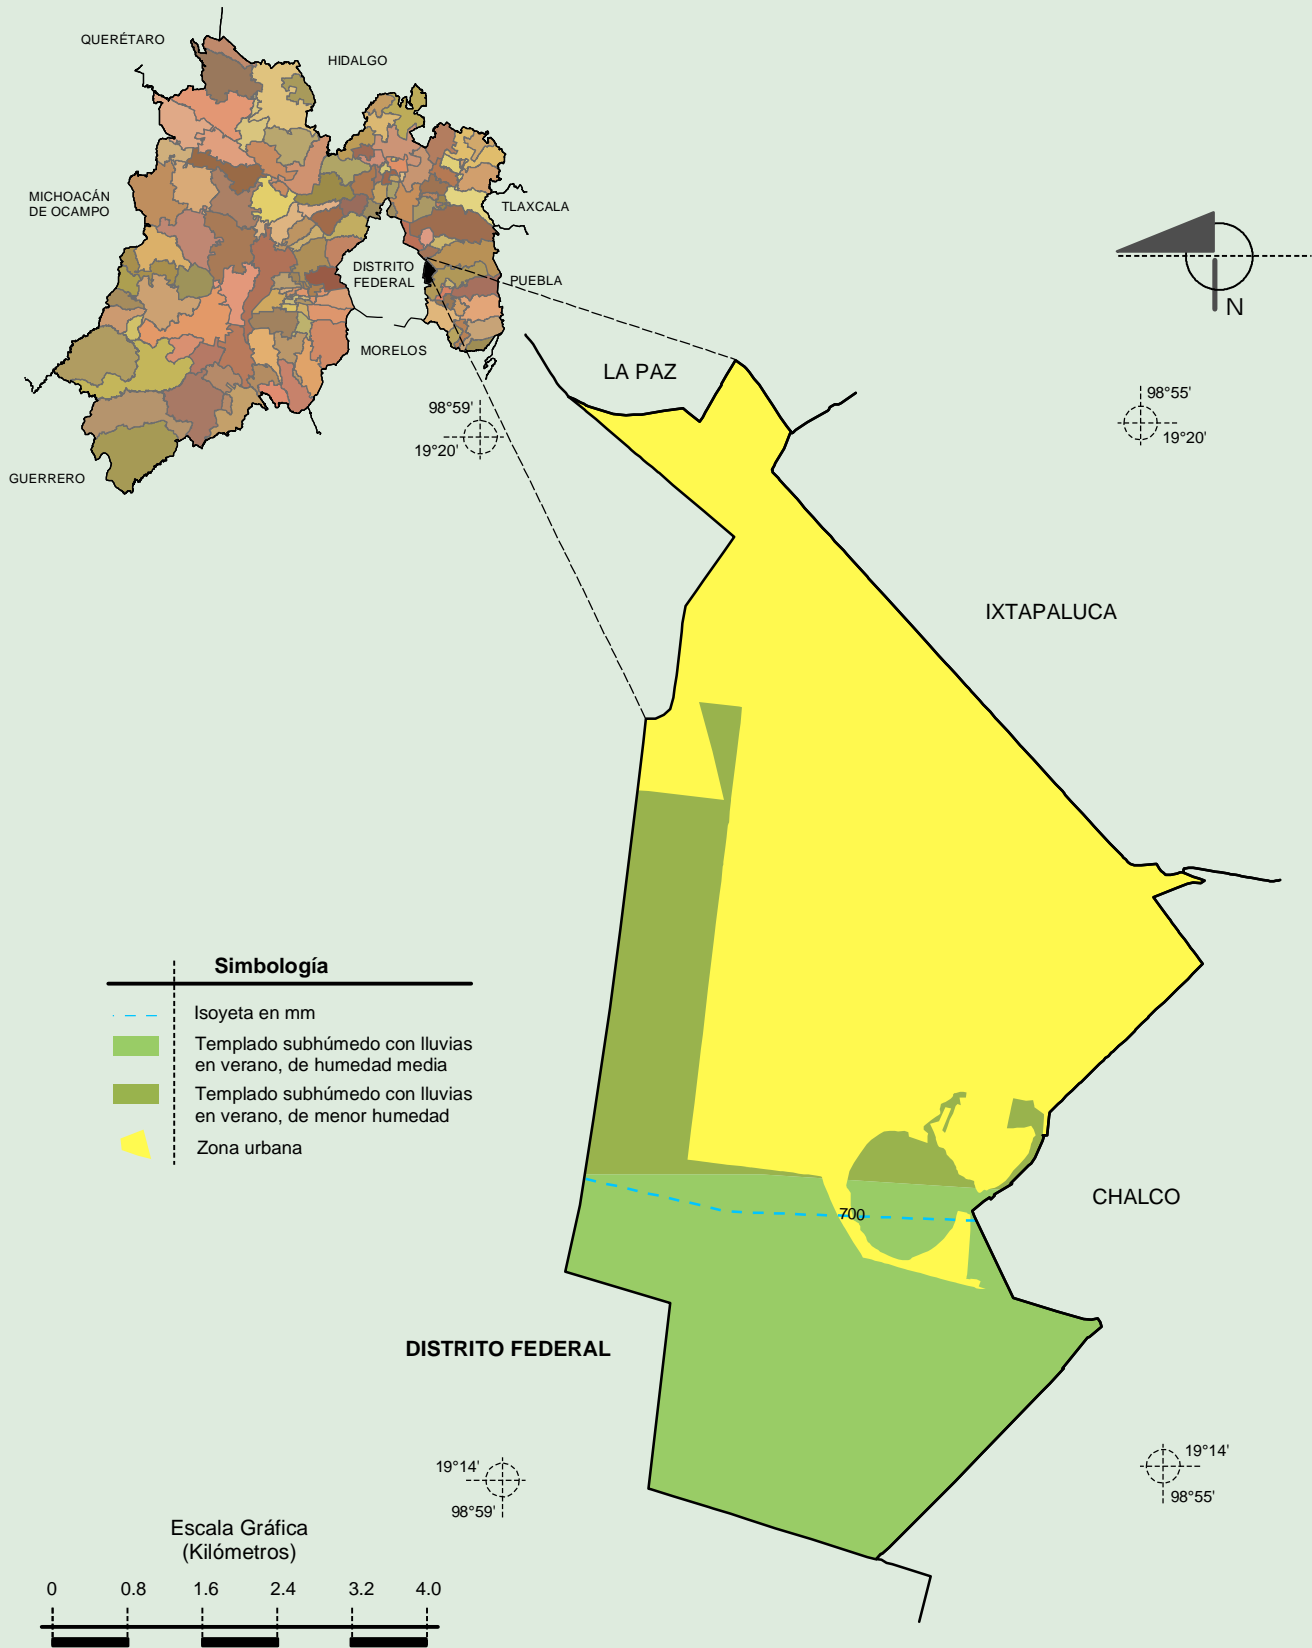 QUERÉTARO
HIDALGO
MICHOACÁN
DE OCAMPO
TLAXCALA
DISTRITO
FEDERAL
PUEBLA
MORELOS
GUERRERO
N
LA PAZ
98°59'
19°20'
98°55'
19°20'
IXTAPALUCA
Simbología
Isoyeta en mm
Templado subhúmedo con lluvias
en verano, de humedad media
Templado subhúmedo con lluvias
en verano, de menor humedad
Zona urbana
CHALCO
700
DISTRITO FEDERAL
19°14'
98°59'
19°14'
98°55'
Escala Gráfica
(Kilómetros)
0 0.8 1.6 2.4 3.2 4.0